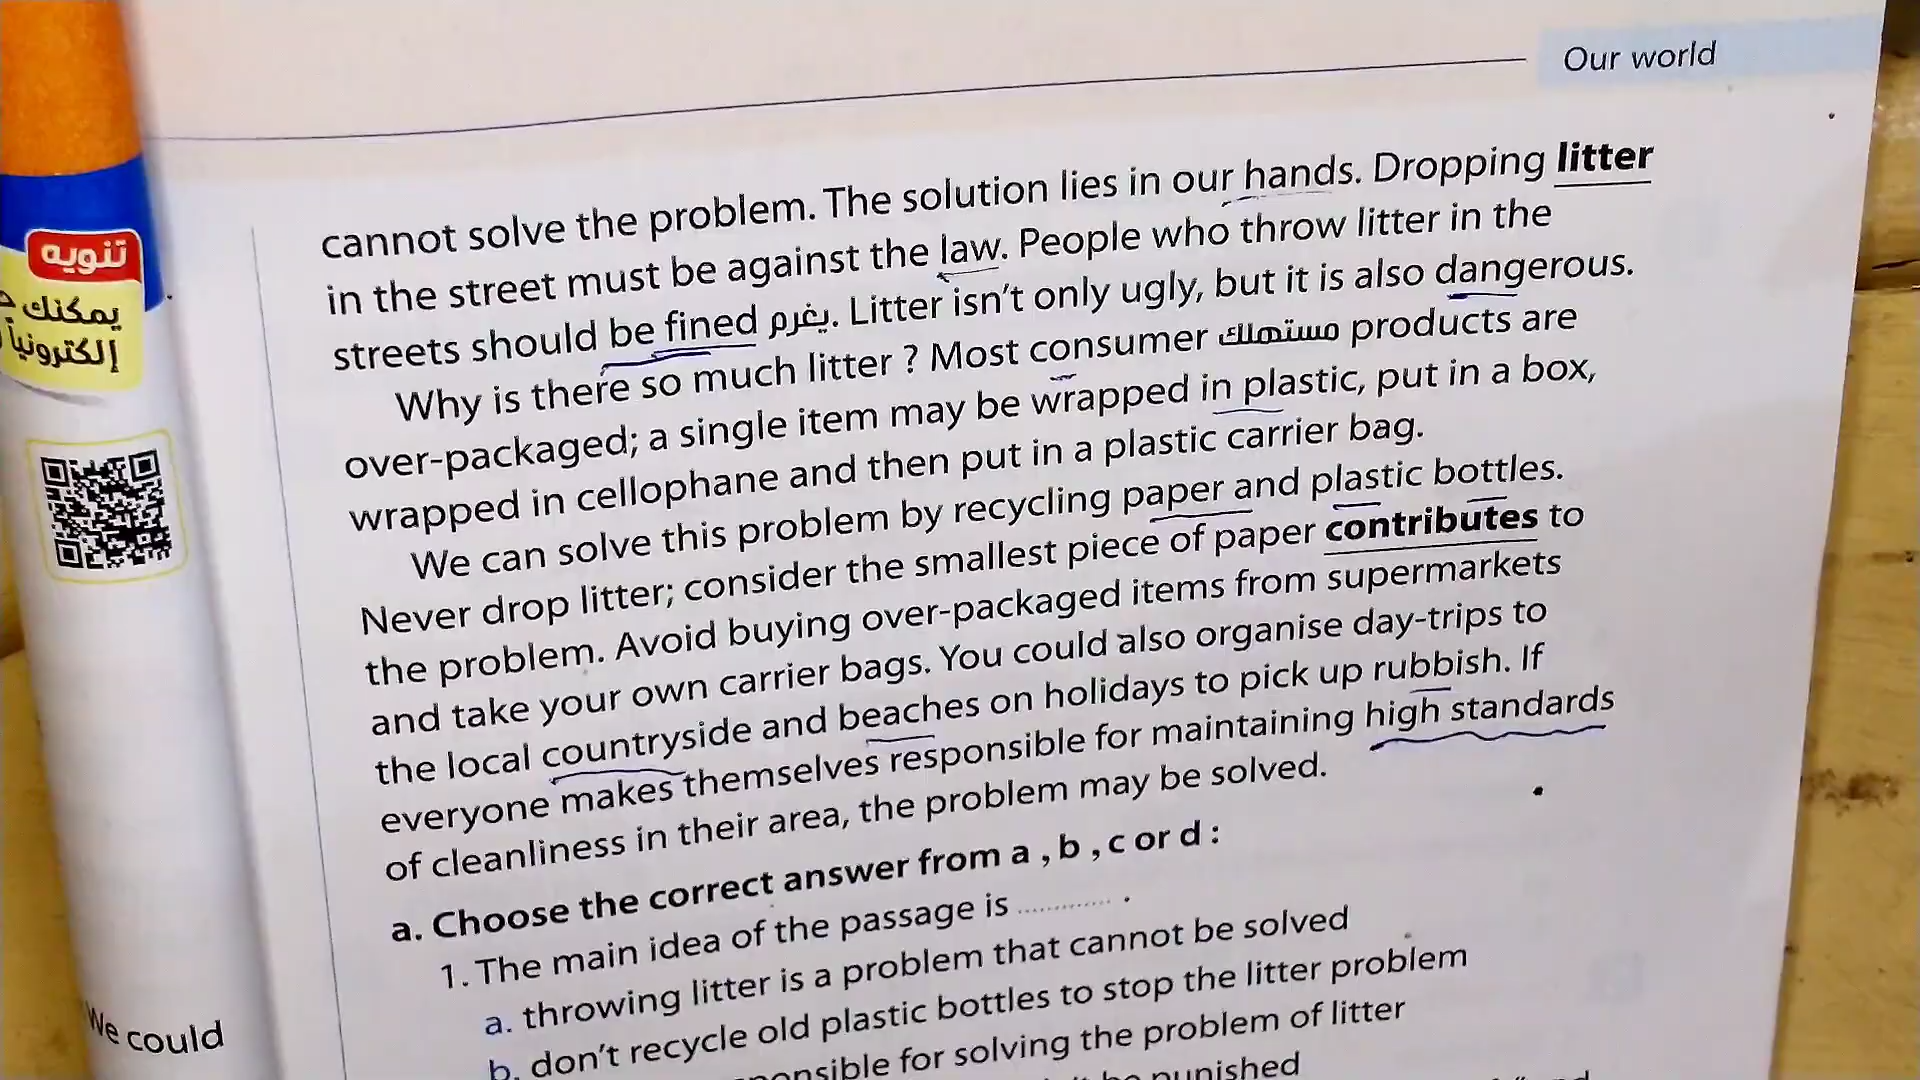 Our world
cannot solve the problem. The solution lies in our hands. Dropping litter
in the street must be against the law. People who throw litter in the
streets should be fined يغرم. Litter isn't only ugly, but it is also dangerous.
Why is there so much litter ? Most consumer مستهلك products are
over-packaged; a single item may be wrapped in plastic, put in a box,
wrapped in cellophane and then put in a plastic carrier bag.
We can solve this problem by recycling paper and plastic bottles.
Never drop litter; consider the smallest piece of paper contributes to
the problem. Avoid buying over-packaged items from supermarkets
and take your own carrier bags. You could also organise day-trips to
the local countryside and beaches on holidays to pick up rubbish. If
everyone makes themselves responsible for maintaining high standards
of cleanliness in their area, the problem may be solved.
a. Choose the correct answer from a , b , c or d :
1. The main idea of the passage is ............ .
a. throwing litter is a problem that cannot be solved
b. don't recycle old plastic bottles to stop the litter problem
for solving the problem of litter
be punished
تنويه
يمكنك
إلكترونياً
We could